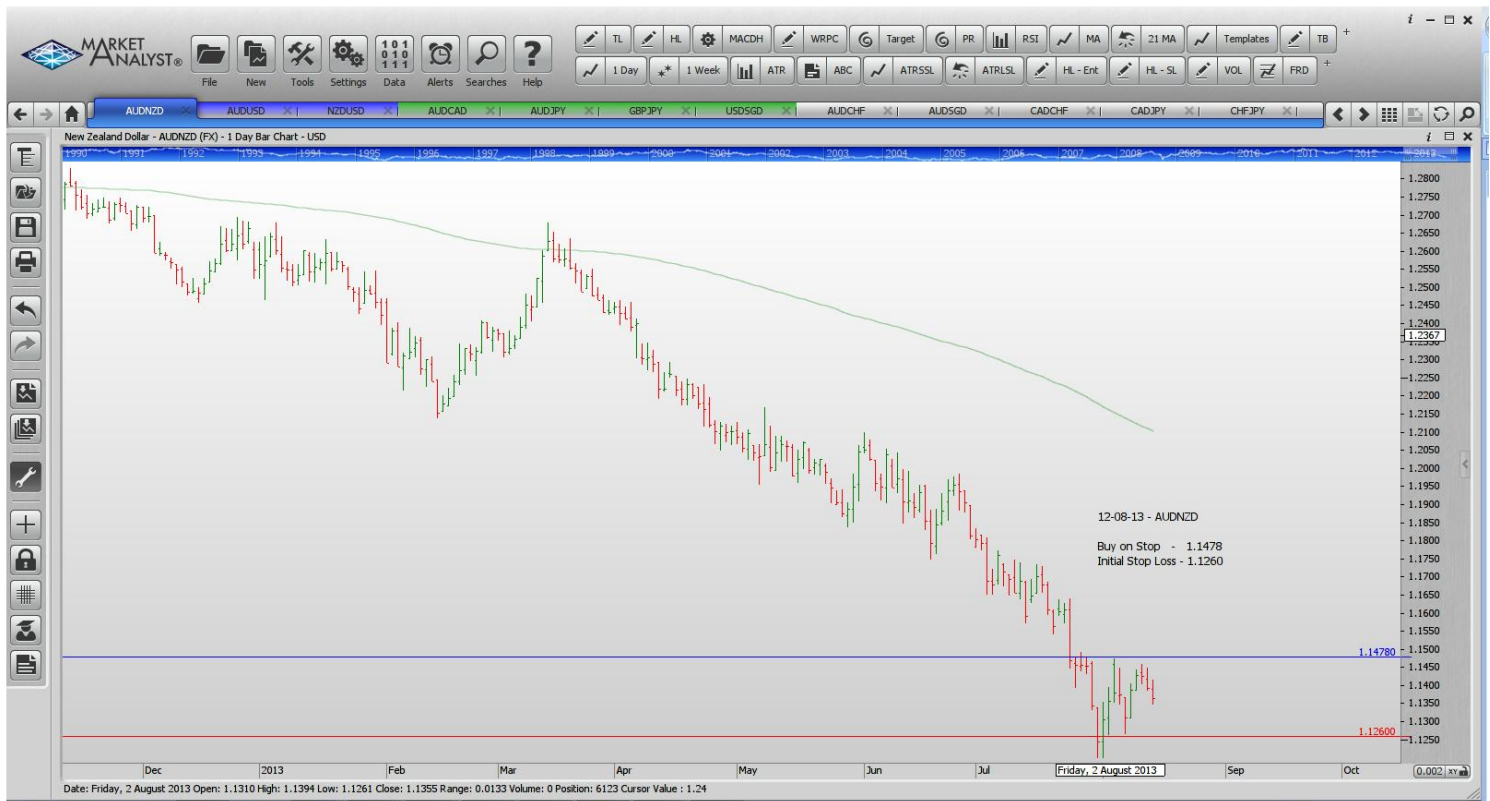 MARKET
ANALYST®
File New Tools Settings Data Alerts Searches Help
TL HL MACDH WRPC Target PR RSI MA 21 MA Templates TB +
1 Day 1 Week ATR ABC ATRSSL ATRLSL HL - Ent HL - SL VOL FRD +
AUDNZD AUDUSD NZDUSD AUDCAD AUDJPY GBPJPY USDSGD AUDCHF AUDSGD CADCHF CADJPY CHFJPY
New Zealand Dollar - AUDNZD (FX) - 1 Day Bar Chart - USD
1990 1991 1992 1993 1994 1995 1996 1997 1998 1999 2000 2001 2002 2003 2004 2005 2006 2007 2008 2009 2010 2011 2012 2013
1.2800
1.2750
1.2700
1.2650
1.2600
1.2550
1.2500
1.2450
1.2400
1.2367
1.2300
1.2250
1.2200
1.2150
1.2100
1.2050
1.2000
1.1950
1.1900
12-08-13 - AUDNZD
1.1850
1.1800
Buy on Stop - 1.1478
Initial Stop Loss - 1.1260
1.1750
1.1700
1.1650
1.1600
1.1550
1.1500
1.14780
1.1450
1.1400
1.1350
1.1300
1.12600
1.1250
Dec 2013 Feb Mar Apr May Jun Jul Friday, 2 August 2013 Sep Oct 0.002 XY
Date: Friday, 2 August 2013 Open: 1.1310 High: 1.1394 Low: 1.1261 Close: 1.1355 Range: 0.0133 Volume: 0 Position: 6123 Cursor Value : 1.24